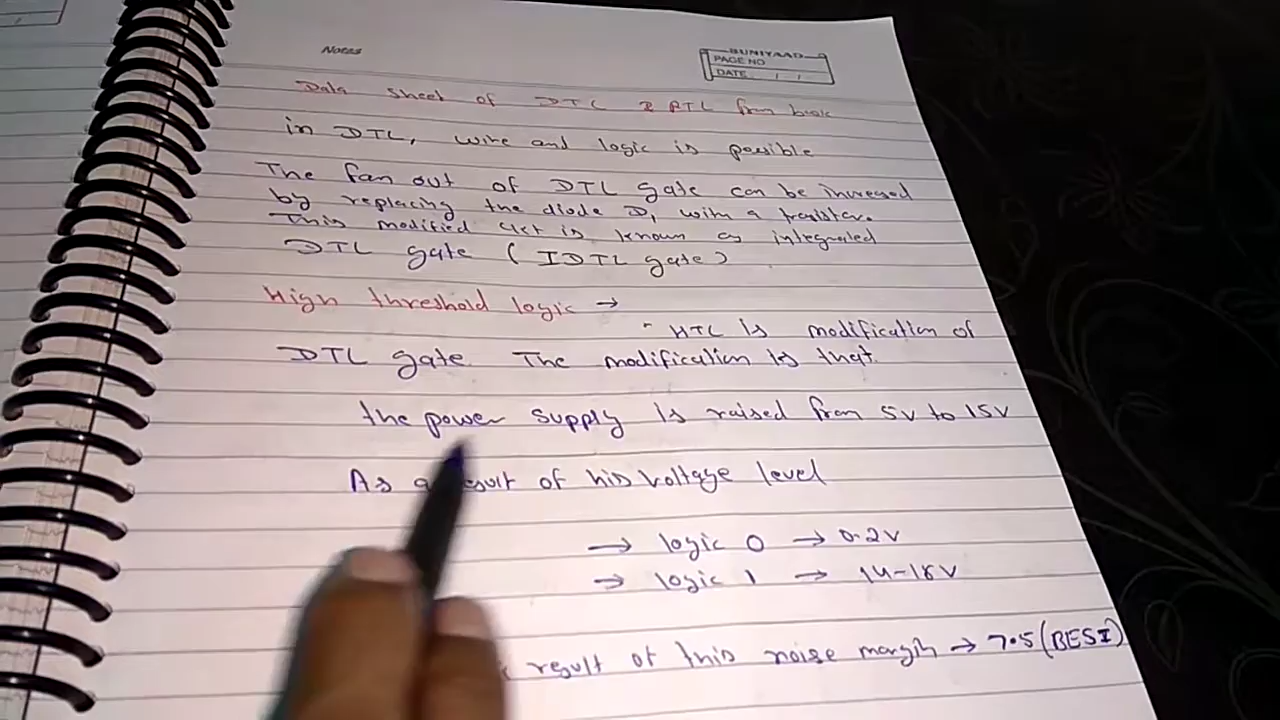 Notes
BUNIYAAD
PAGE NO
DATE / /
Data sheet of DTL & RTL from book
in DTL, wire and logic is possible
The fan out of DTL gate can be incresed
by replacing the diode D1 with a transistor.
This modified ckt is known as integrated
DTL gate (IDTL gate)
High threshold logic →
HTL is modification of
DTL gate. The modification is that.
the power supply is raised from 5v to 15v
As a result of his voltage level
→ logic 0 → 0.2v
→ logic 1 → 14-15v
result of this noise margin → 7.5 (BEST)